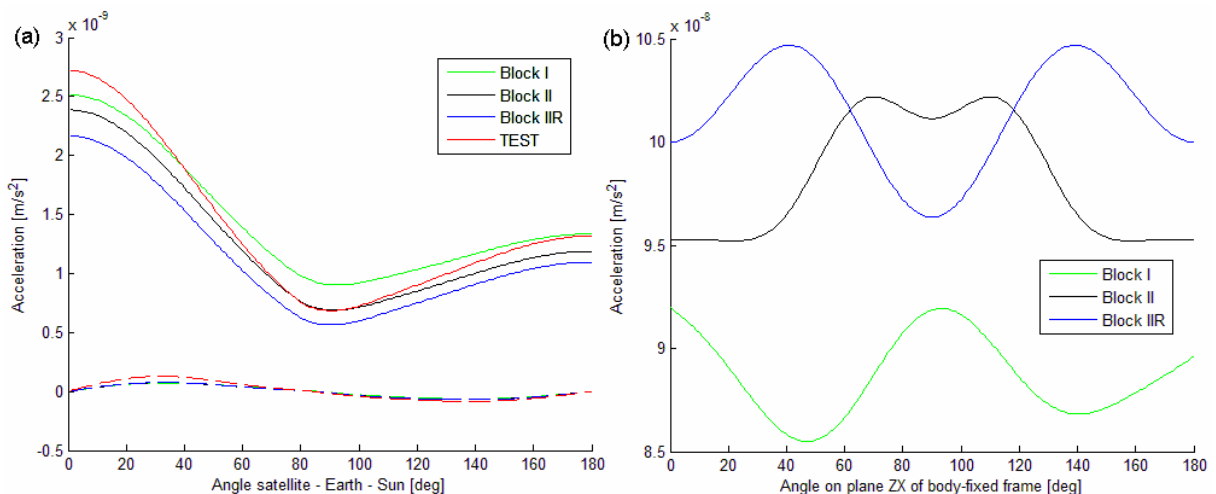 (a)
x 10-9
3
2.5
2
1.5
1
0.5
0
-0.5
Acceleration [m/s2]
0 20 40 60 80 100 120 140 160 180
Angle satellite - Earth - Sun [deg]
Block I
Block II
Block IIR
TEST
(b)
x 10-8
10.5
10
9.5
9
8.5
Acceleration [m/s2]
0 20 40 60 80 100 120 140 160 180
Angle on plane ZX of body-fixed frame [deg]
Block I
Block II
Block IIR